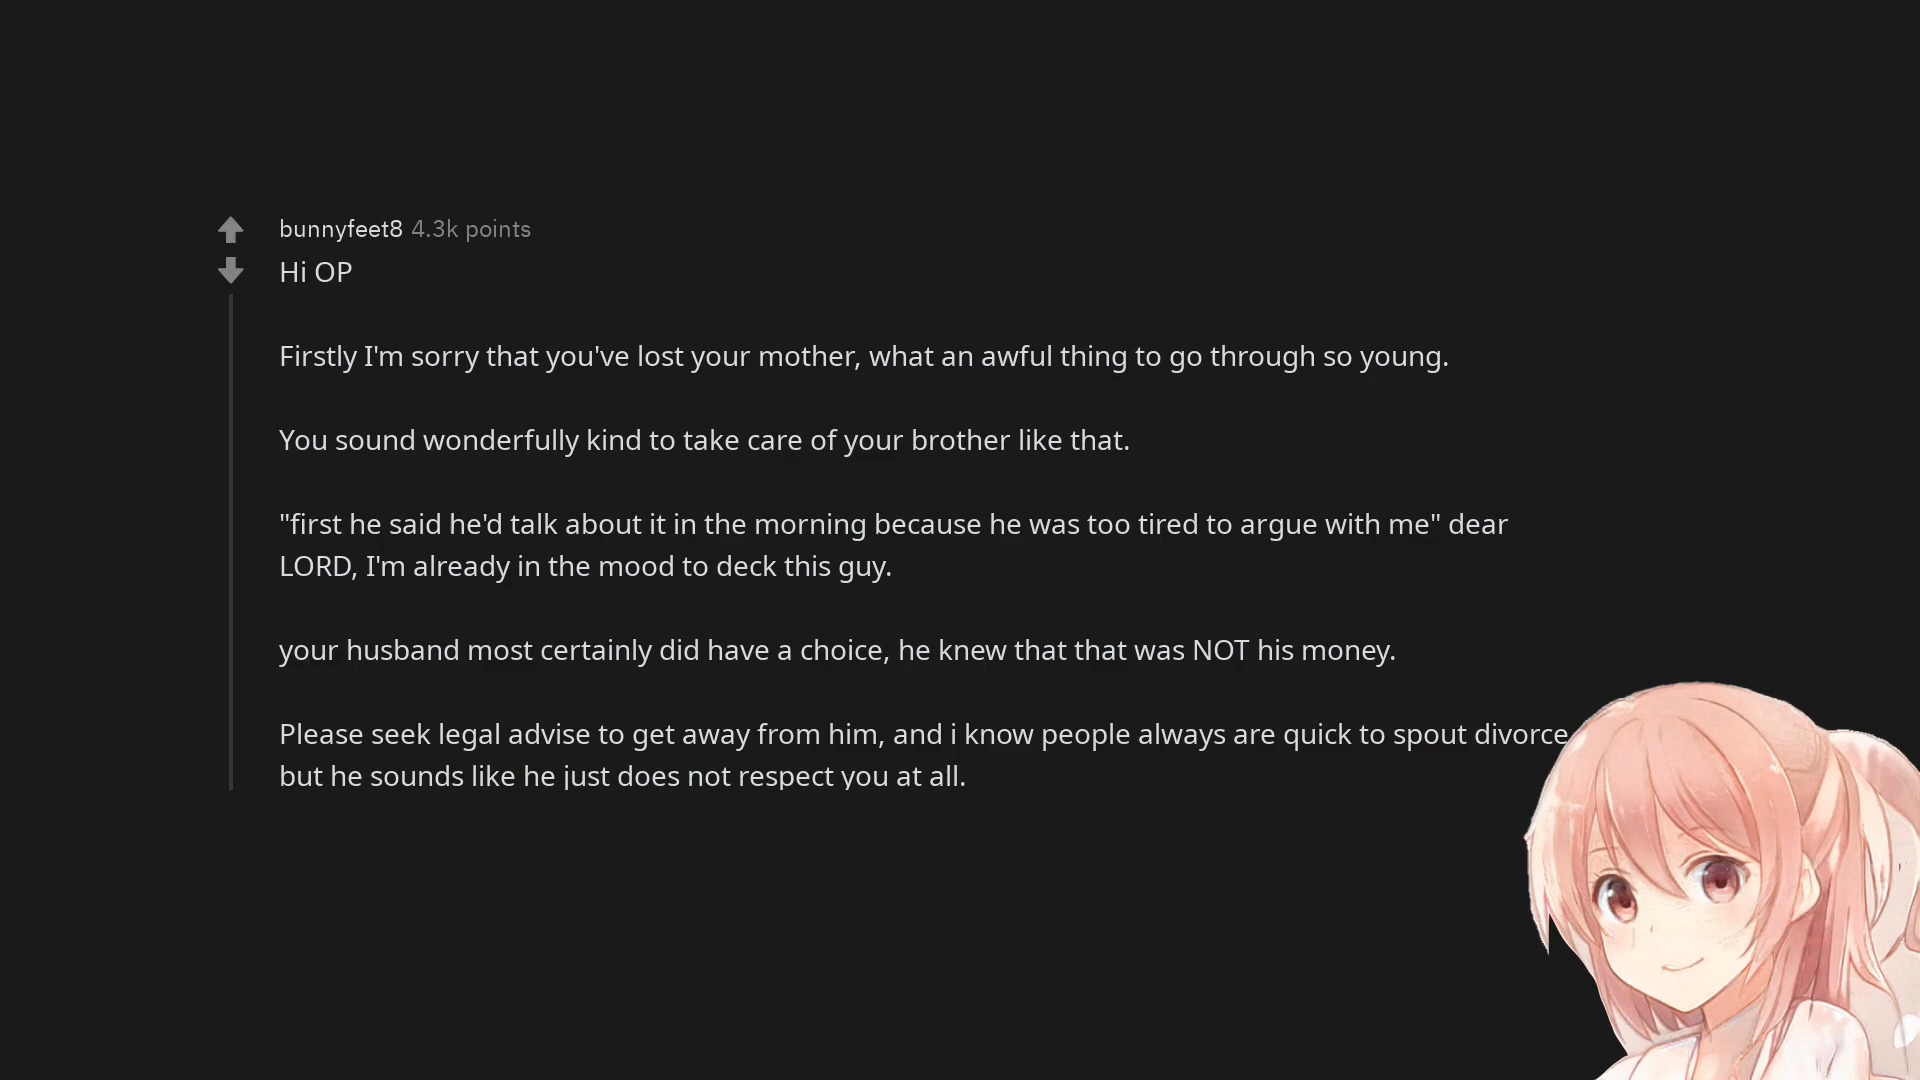 bunnyfeet8 4.3k points
Hi OP
Firstly I'm sorry that you've lost your mother, what an awful thing to go through so young.
You sound wonderfully kind to take care of your brother like that.
"first he said he'd talk about it in the morning because he was too tired to argue with me" dear
LORD, I'm already in the mood to deck this guy.
your husband most certainly did have a choice, he knew that that was NOT his money.
Please seek legal advise to get away from him, and i know people always are quick to spout divorce
but he sounds like he just does not respect you at all.